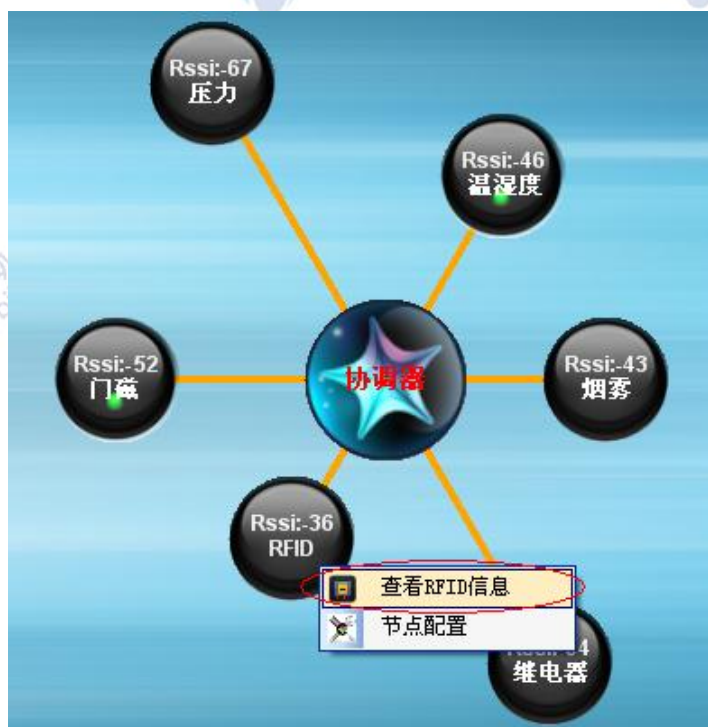 Rssi:-67
压力
Rssi:-46
温湿度
Rssi:-52
门磁
协调器
Rssi:-43
烟雾
Rssi:-36
RFID
查看RFID信息
节点配置
继电器